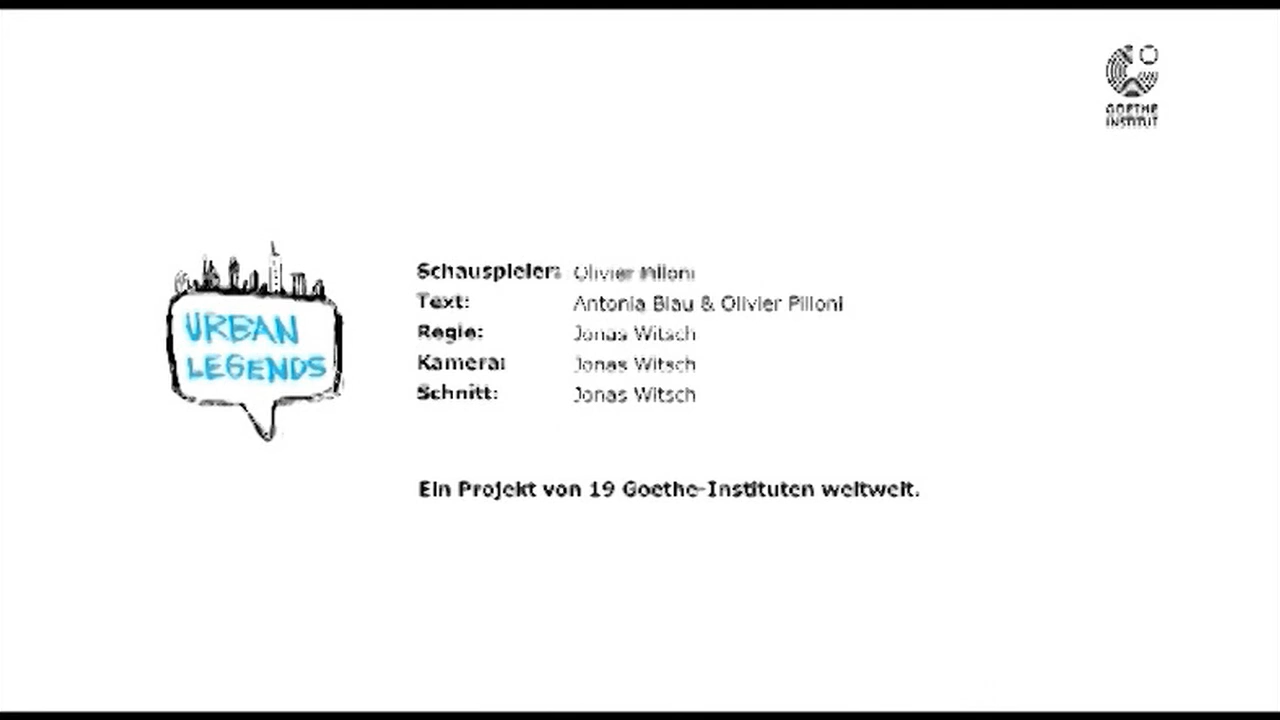 GOETHE
INSTITUT
URBAN
LEGENDS
Schauspieler: Olivier Pilloni
Text: Antonia Blau & Olivier Pilloni
Regie: Jonas Witsch
Kamera: Jonas Witsch
Schnitt: Jonas Witsch
Ein Projekt von 19 Goethe-Instituten weltweit.